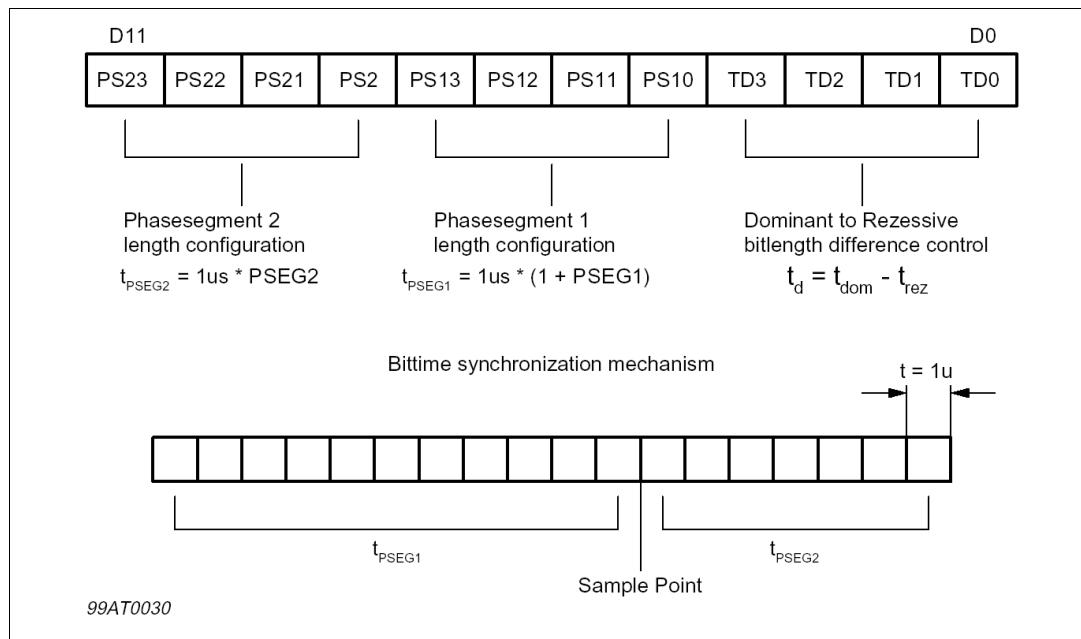 D11 D0
PS23 PS22 PS21 PS2 PS13 PS12 PS11 PS10 TD3 TD2 TD1 TD0
Phasesegment 2
length configuration
tPSEG2 = 1us * PSEG2
Phasesegment 1
length configuration
tPSEG1 = 1us * (1 + PSEG1)
Dominant to Rezessive
bitlength difference control
td = tdom - trez
Bittime synchronization mechanism
t = 1u
tPSEG1
tPSEG2
Sample Point
99AT0030